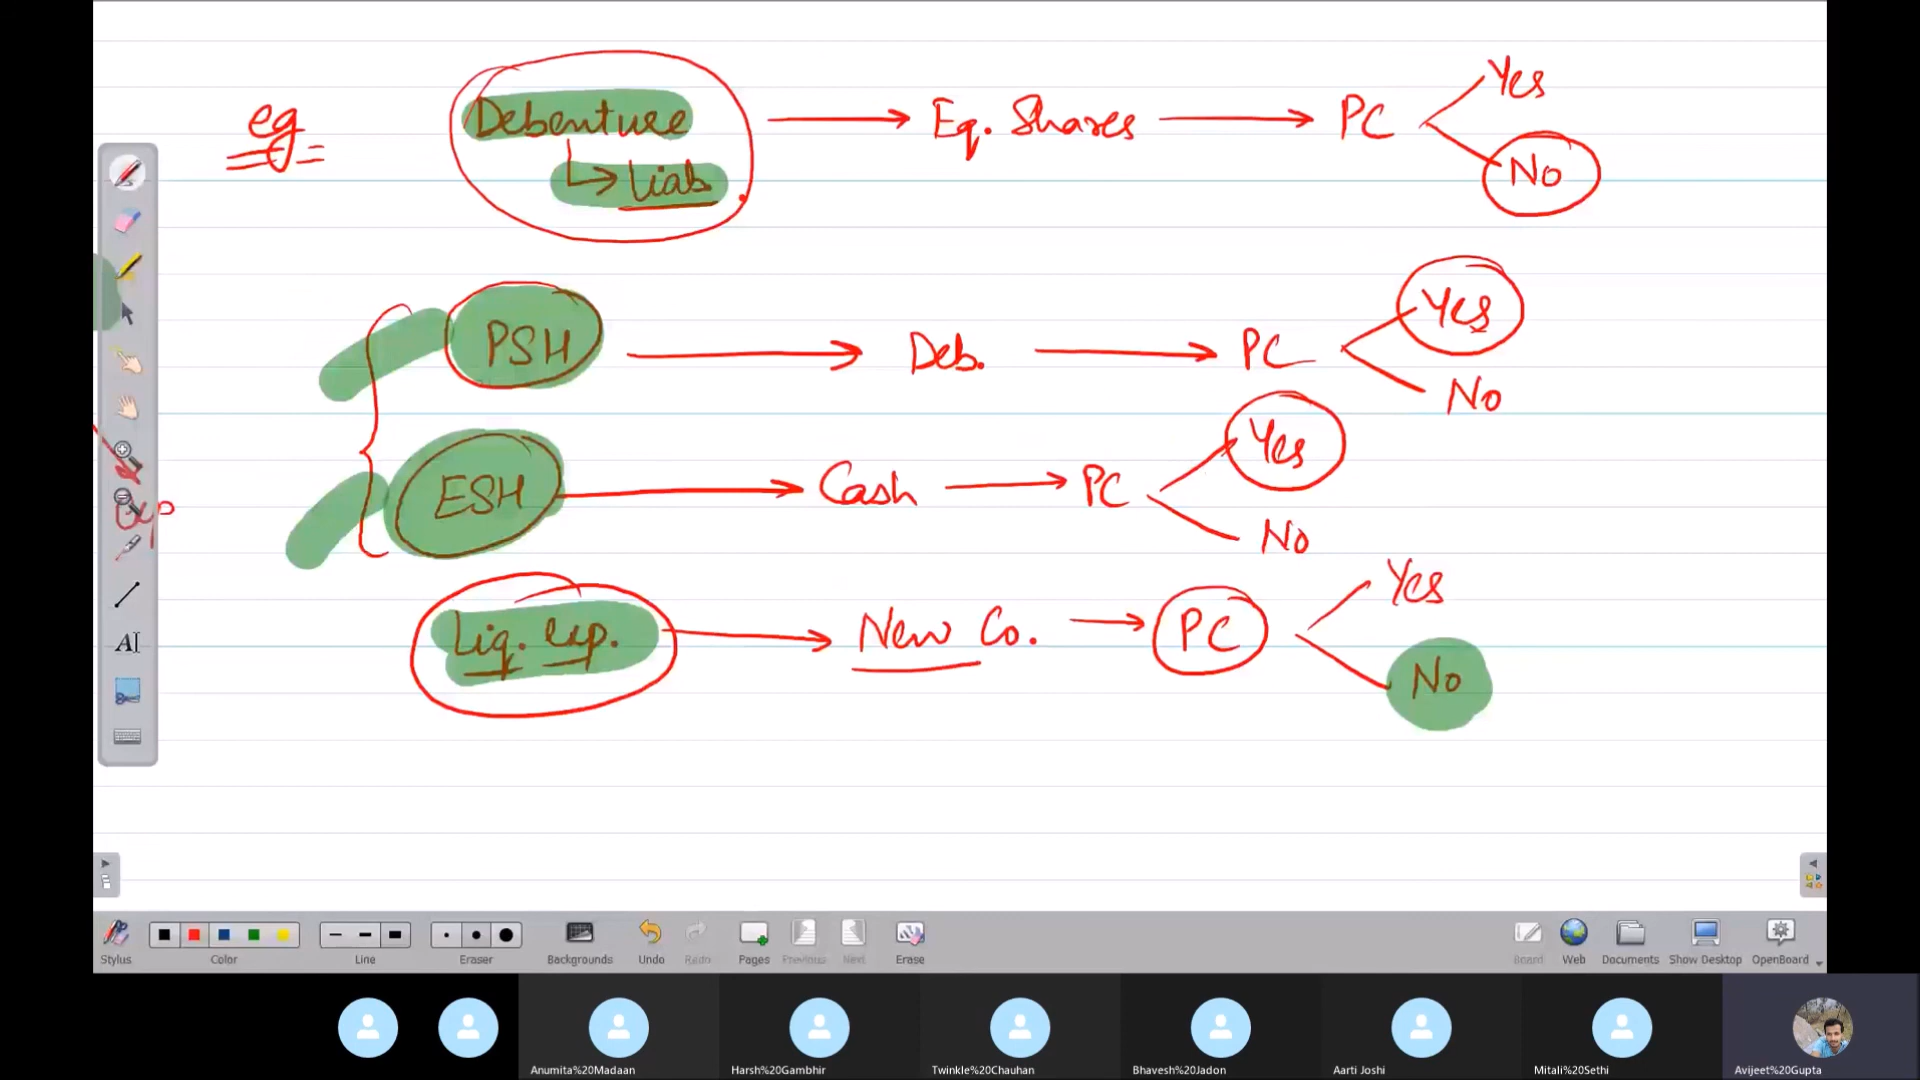 eg Debenture → Eq. Shares → PC Yes
↳ Liab No
PSH → Deb. → PC Yes
No
ESH → Cash → PC Yes
No
Liq. Exp. → New Co. → PC Yes
No
Exp
Stylus Color Line Eraser Backgrounds Undo Redo Pages Previous Next Erase Board Web Documents Show Desktop OpenBoard
Anumita%20Madaan Harsh%20Gambhir Twinkle%20Chauhan Bhavesh%20Jadon Aarti Joshi Mitali%20Sethi Avijeet%20Gupta